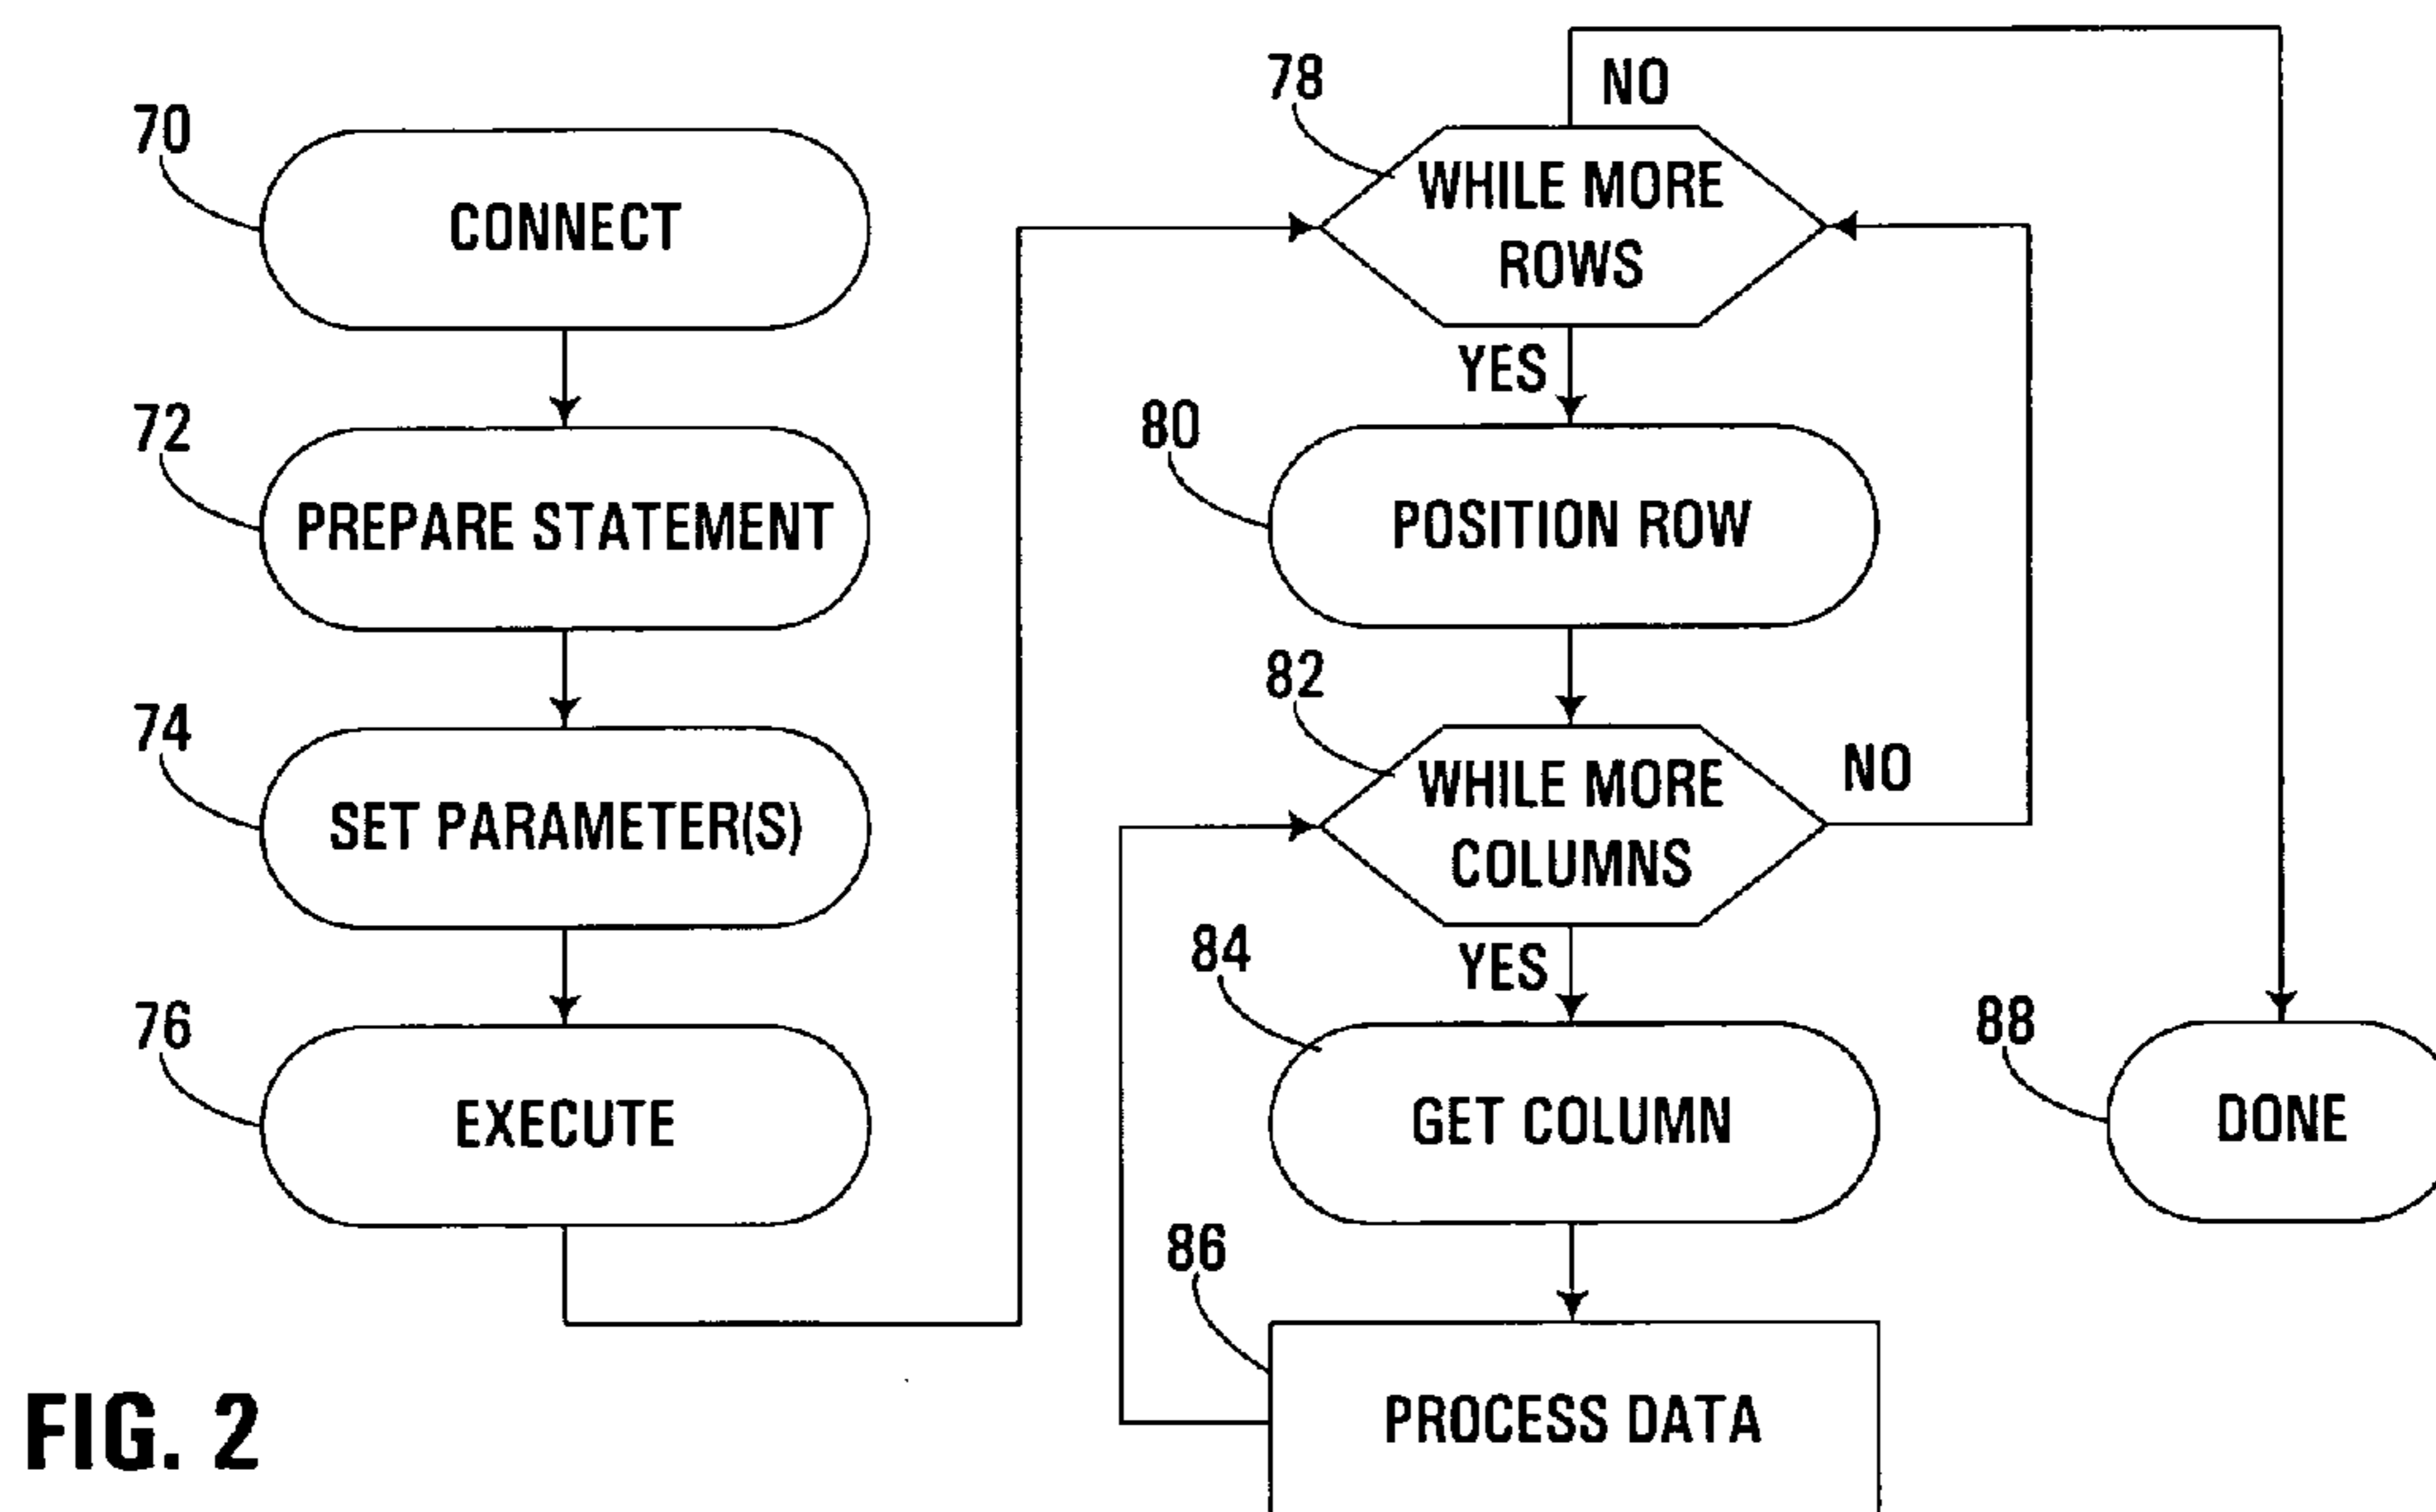 70
CONNECT
72
PREPARE STATEMENT
74
SET PARAMETER(S)
76
EXECUTE
78
NO
WHILE MORE
ROWS
YES
80
POSITION ROW
82
WHILE MORE
COLUMNS
NO
YES
84
GET COLUMN
86
PROCESS DATA
88
DONE
FIG. 2